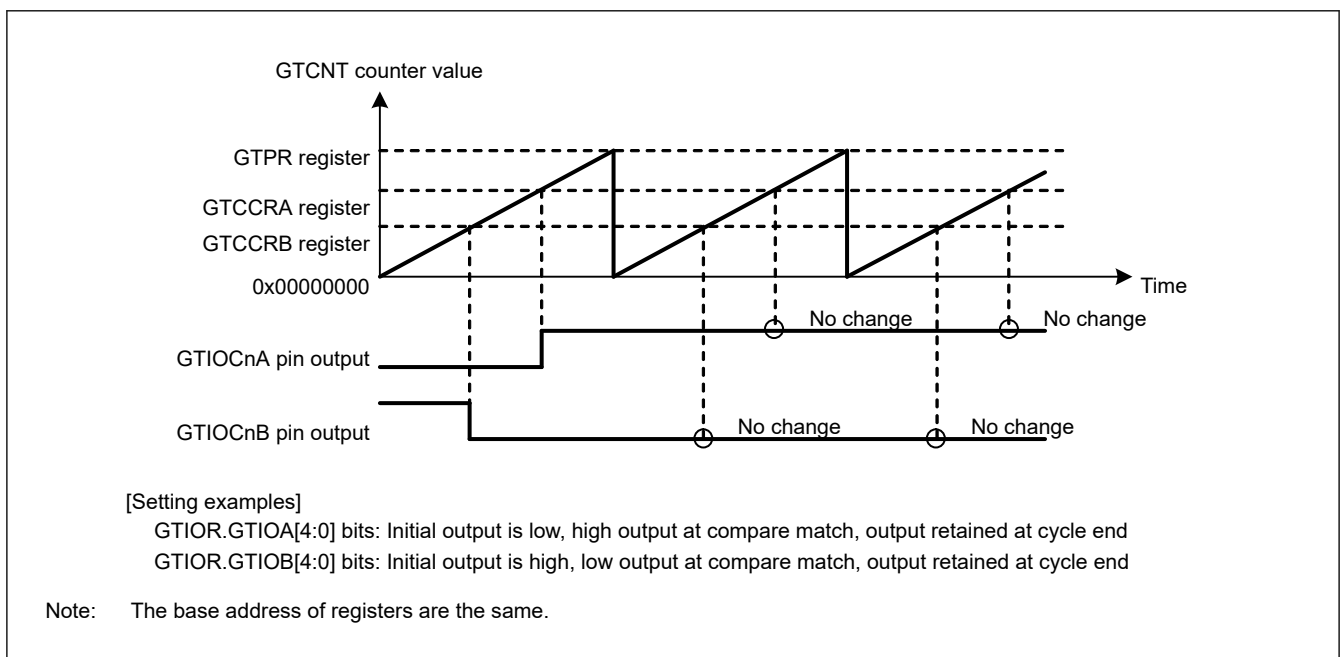 GTCNT counter value
GTPR register
GTCCRA register
GTCCRB register
0x00000000
Time
No change
No change
GTIOCnA pin output
No change
No change
GTIOCnB pin output
[Setting examples]
GTIOR.GTIOA[4:0] bits: Initial output is low, high output at compare match, output retained at cycle end
GTIOR.GTIOB[4:0] bits: Initial output is high, low output at compare match, output retained at cycle end
Note: The base address of registers are the same.